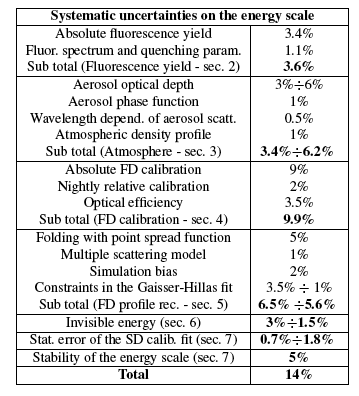 Systematic uncertainties on the energy scale
Absolute fluorescence yield 3.4%
Fluor. spectrum and quenching param. 1.1%
Sub total (Fluorescence yield - sec. 2) 3.6%
Aerosol optical depth 3%÷6%
Aerosol phase function 1%
Wavelength depend. of aerosol scatt. 0.5%
Atmospheric density profile 1%
Sub total (Atmosphere - sec. 3) 3.4%÷6.2%
Absolute FD calibration 9%
Nightly relative calibration 2%
Optical efficiency 3.5%
Sub total (FD calibration - sec. 4) 9.9%
Folding with point spread function 5%
Multiple scattering model 1%
Simulation bias 2%
Constraints in the Gaisser-Hillas fit 3.5% ÷ 1%
Sub total (FD profile rec. - sec. 5) 6.5% ÷5.6%
Invisible energy (sec. 6) 3%÷1.5%
Stat. error of the SD calib. fit (sec. 7) 0.7%÷1.8%
Stability of the energy scale (sec. 7) 5%
Total 14%